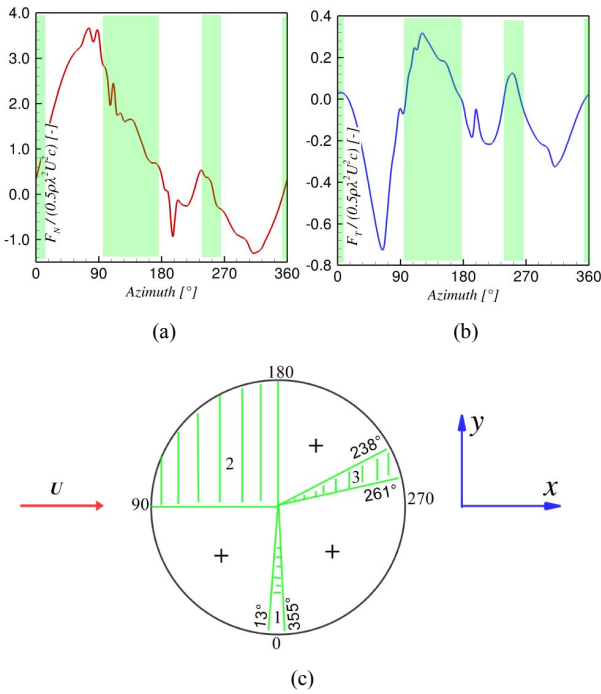 4.0
3.0
2.0
1.0
0.0
-1.0
F_N / (0.5ρλ²U²c) [-]
0 90 180 270 360
Azimuth [°]
(a)
0.4
0.2
0.0
-0.2
-0.4
-0.6
-0.8
F_T / (0.5ρλ²U²c) [-]
0 90 180 270 360
Azimuth [°]
(b)
180
2
+
238°
3
261°
U
90
270
+
+
13°
1
355°
0
y
x
(c)